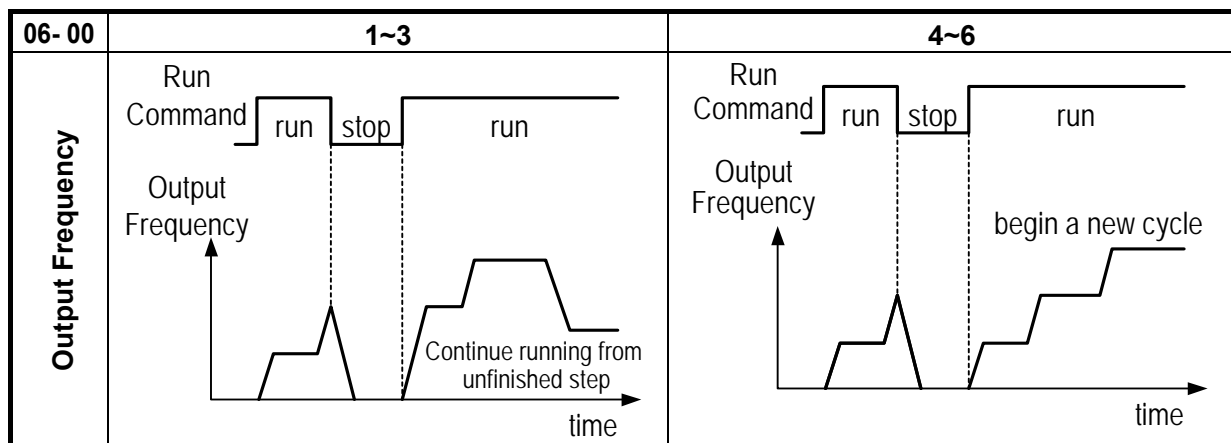 06- 00
1~3
4~6
Output Frequency
Run
Command
run
stop
run
Output
Frequency
Continue running from
unfinished step
time
Run
Command
run
stop
run
Output
Frequency
begin a new cycle
time